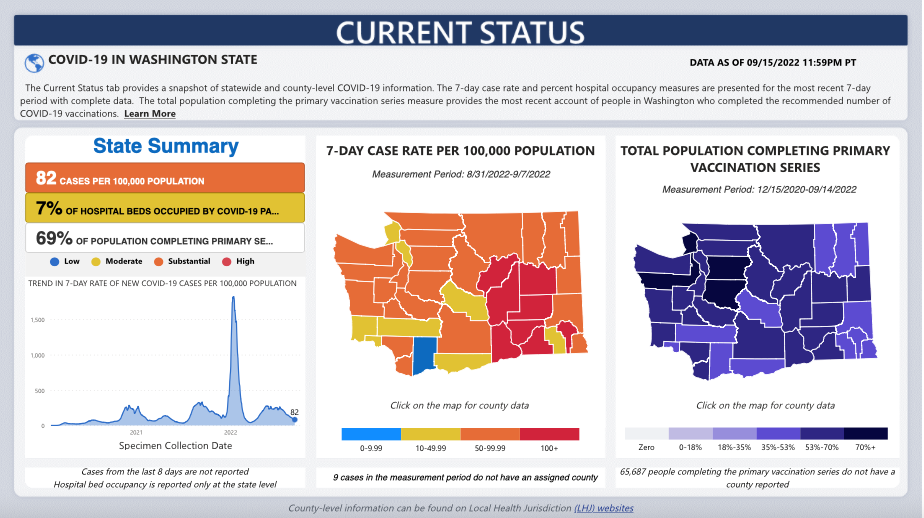 CURRENT STATUS
COVID-19 IN WASHINGTON STATE
DATA AS OF 09/15/2022 11:59PM PT
The Current Status tab provides a snapshot of statewide and county-level COVID-19 information. The 7-day case rate and percent hospital occupancy measures are presented for the most recent 7-day
period with complete data. The total population completing the primary vaccination series measure provides the most recent account of people in Washington who completed the recommended number of
COVID-19 vaccinations. Learn More
State Summary
82 CASES PER 100,000 POPULATION
7% OF HOSPITAL BEDS OCCUPIED BY COVID-19 PA...
69% OF POPULATION COMPLETING PRIMARY SE...
Low Moderate Substantial High
TREND IN 7-DAY RATE OF NEW COVID-19 CASES PER 100,000 POPULATION
1,500
1,000
500
0
82
2021 2022
Specimen Collection Date
Cases from the last 8 days are not reported
Hospital bed occupancy is reported only at the state level
7-DAY CASE RATE PER 100,000 POPULATION
Measurement Period: 8/31/2022-9/7/2022
Click on the map for county data
0-9.99 10-49.99 50-99.99 100+
9 cases in the measurement period do not have an assigned county
TOTAL POPULATION COMPLETING PRIMARY
VACCINATION SERIES
Measurement Period: 12/15/2020-09/14/2022
Click on the map for county data
Zero 0-18% 18%-35% 35%-53% 53%-70% 70%+
65,687 people completing the primary vaccination series do not have a
county reported
County-level information can be found on Local Health Jurisdiction (LHJ) websites